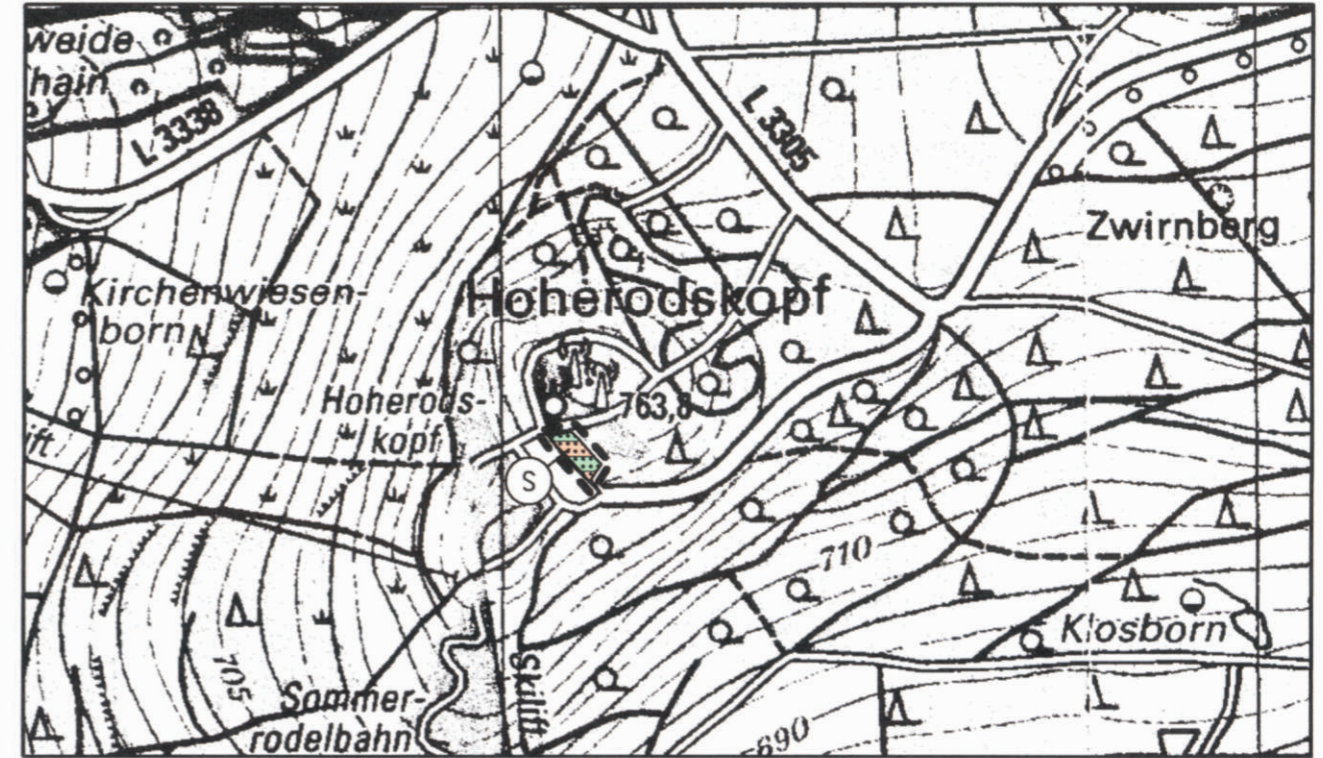 weide
hain
L 3338
L 3305
Zwirnberg
Kirchenwiesen-
born
Hoherodskopf
Hoherods-
kopf
763,8
ift
S
710
Klosborn
705
Sommer-
rodelbahn
Skilift
690